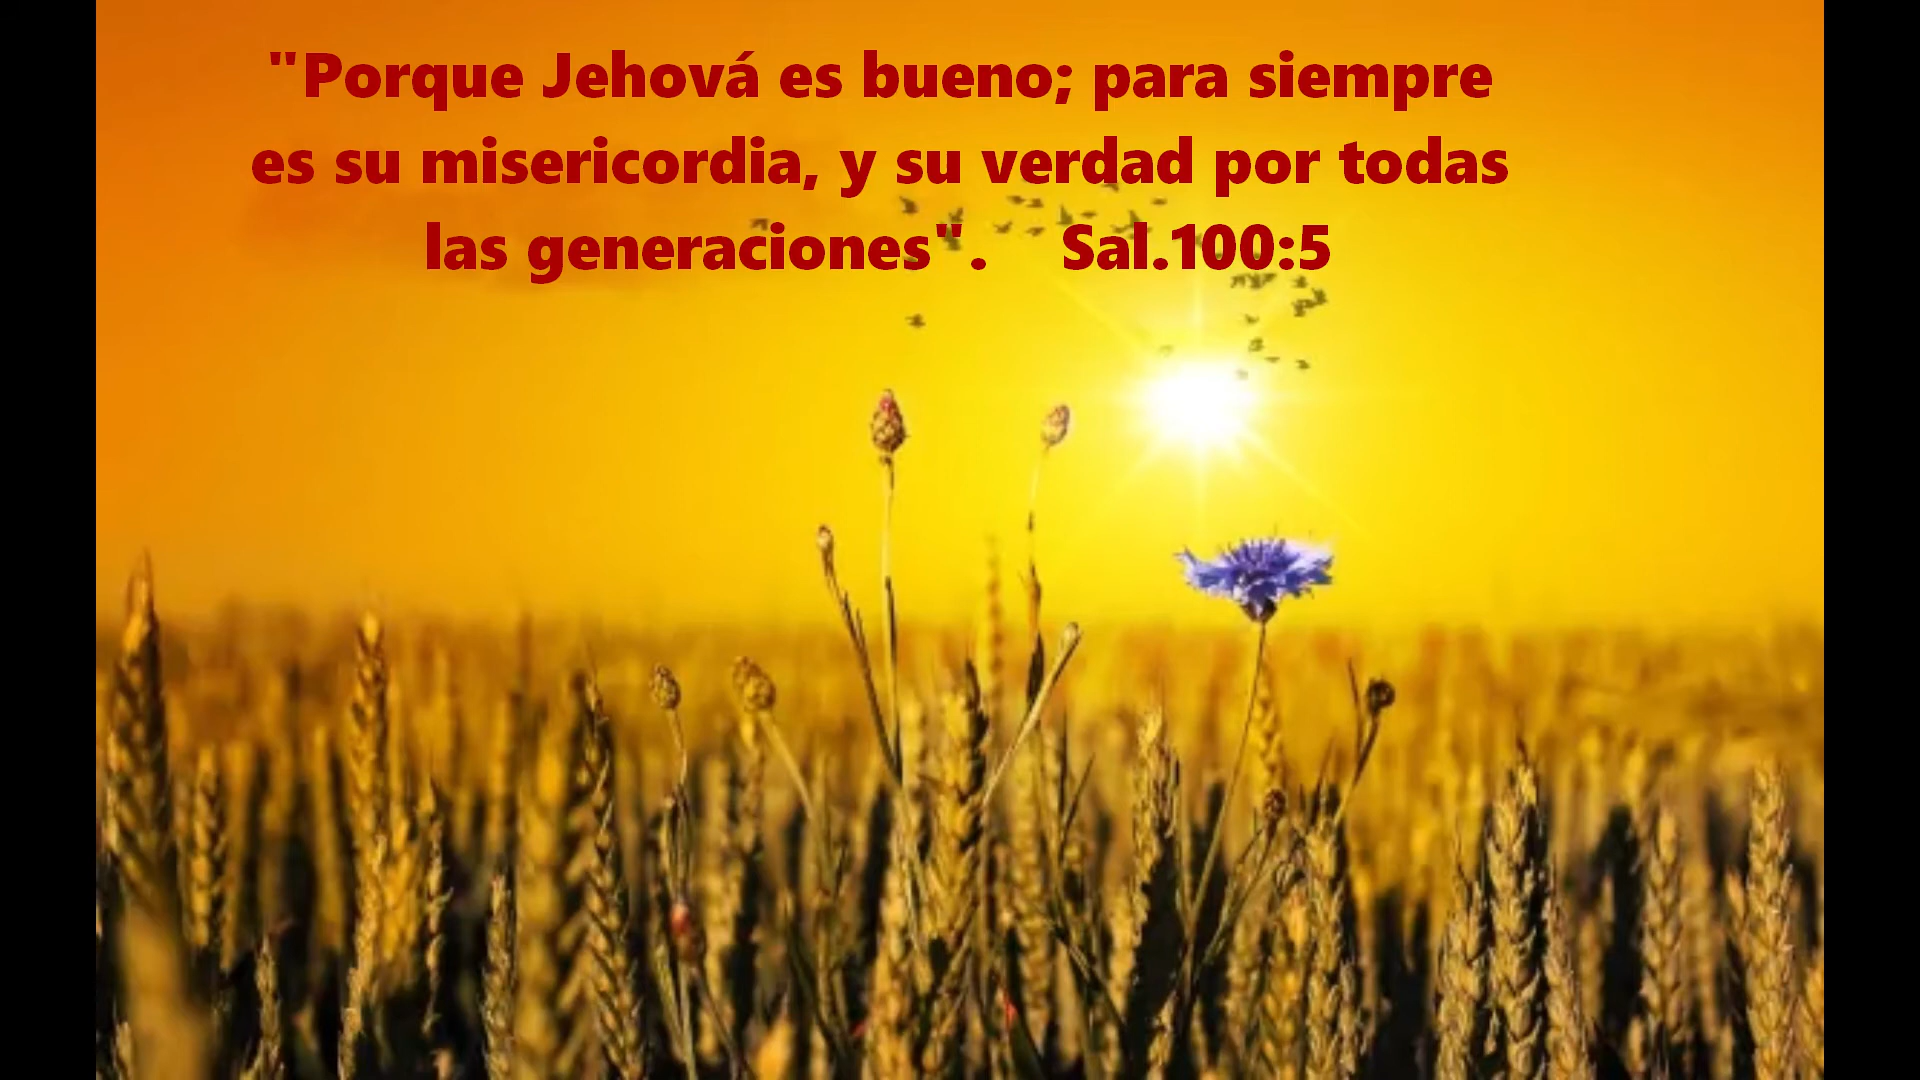 "Porque Jehová es bueno; para siempre
es su misericordia, y su verdad por todas
las generaciones".    Sal.100:5